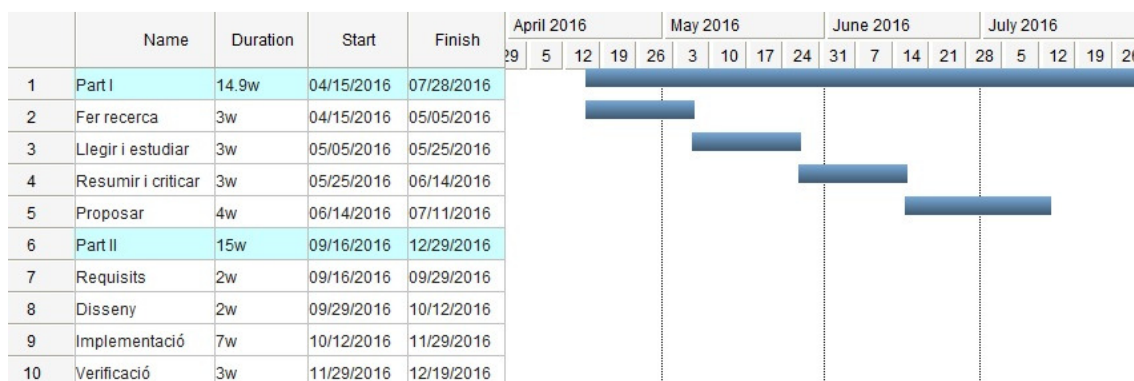 Name Duration Start Finish April 2016 May 2016 June 2016 July 2016
29 5 12 19 26 3 10 17 24 31 7 14 21 28 5 12 19
1 Part I 14.9w 04/15/2016 07/28/2016
2 Fer recerca 3w 04/15/2016 05/05/2016
3 Llegir i estudiar 3w 05/05/2016 05/25/2016
4 Resumir i criticar 3w 05/25/2016 06/14/2016
5 Proposar 4w 06/14/2016 07/11/2016
6 Part II 15w 09/16/2016 12/29/2016
7 Requisits 2w 09/16/2016 09/29/2016
8 Disseny 2w 09/29/2016 10/12/2016
9 Implementació 7w 10/12/2016 11/29/2016
10 Verificació 3w 11/29/2016 12/19/2016